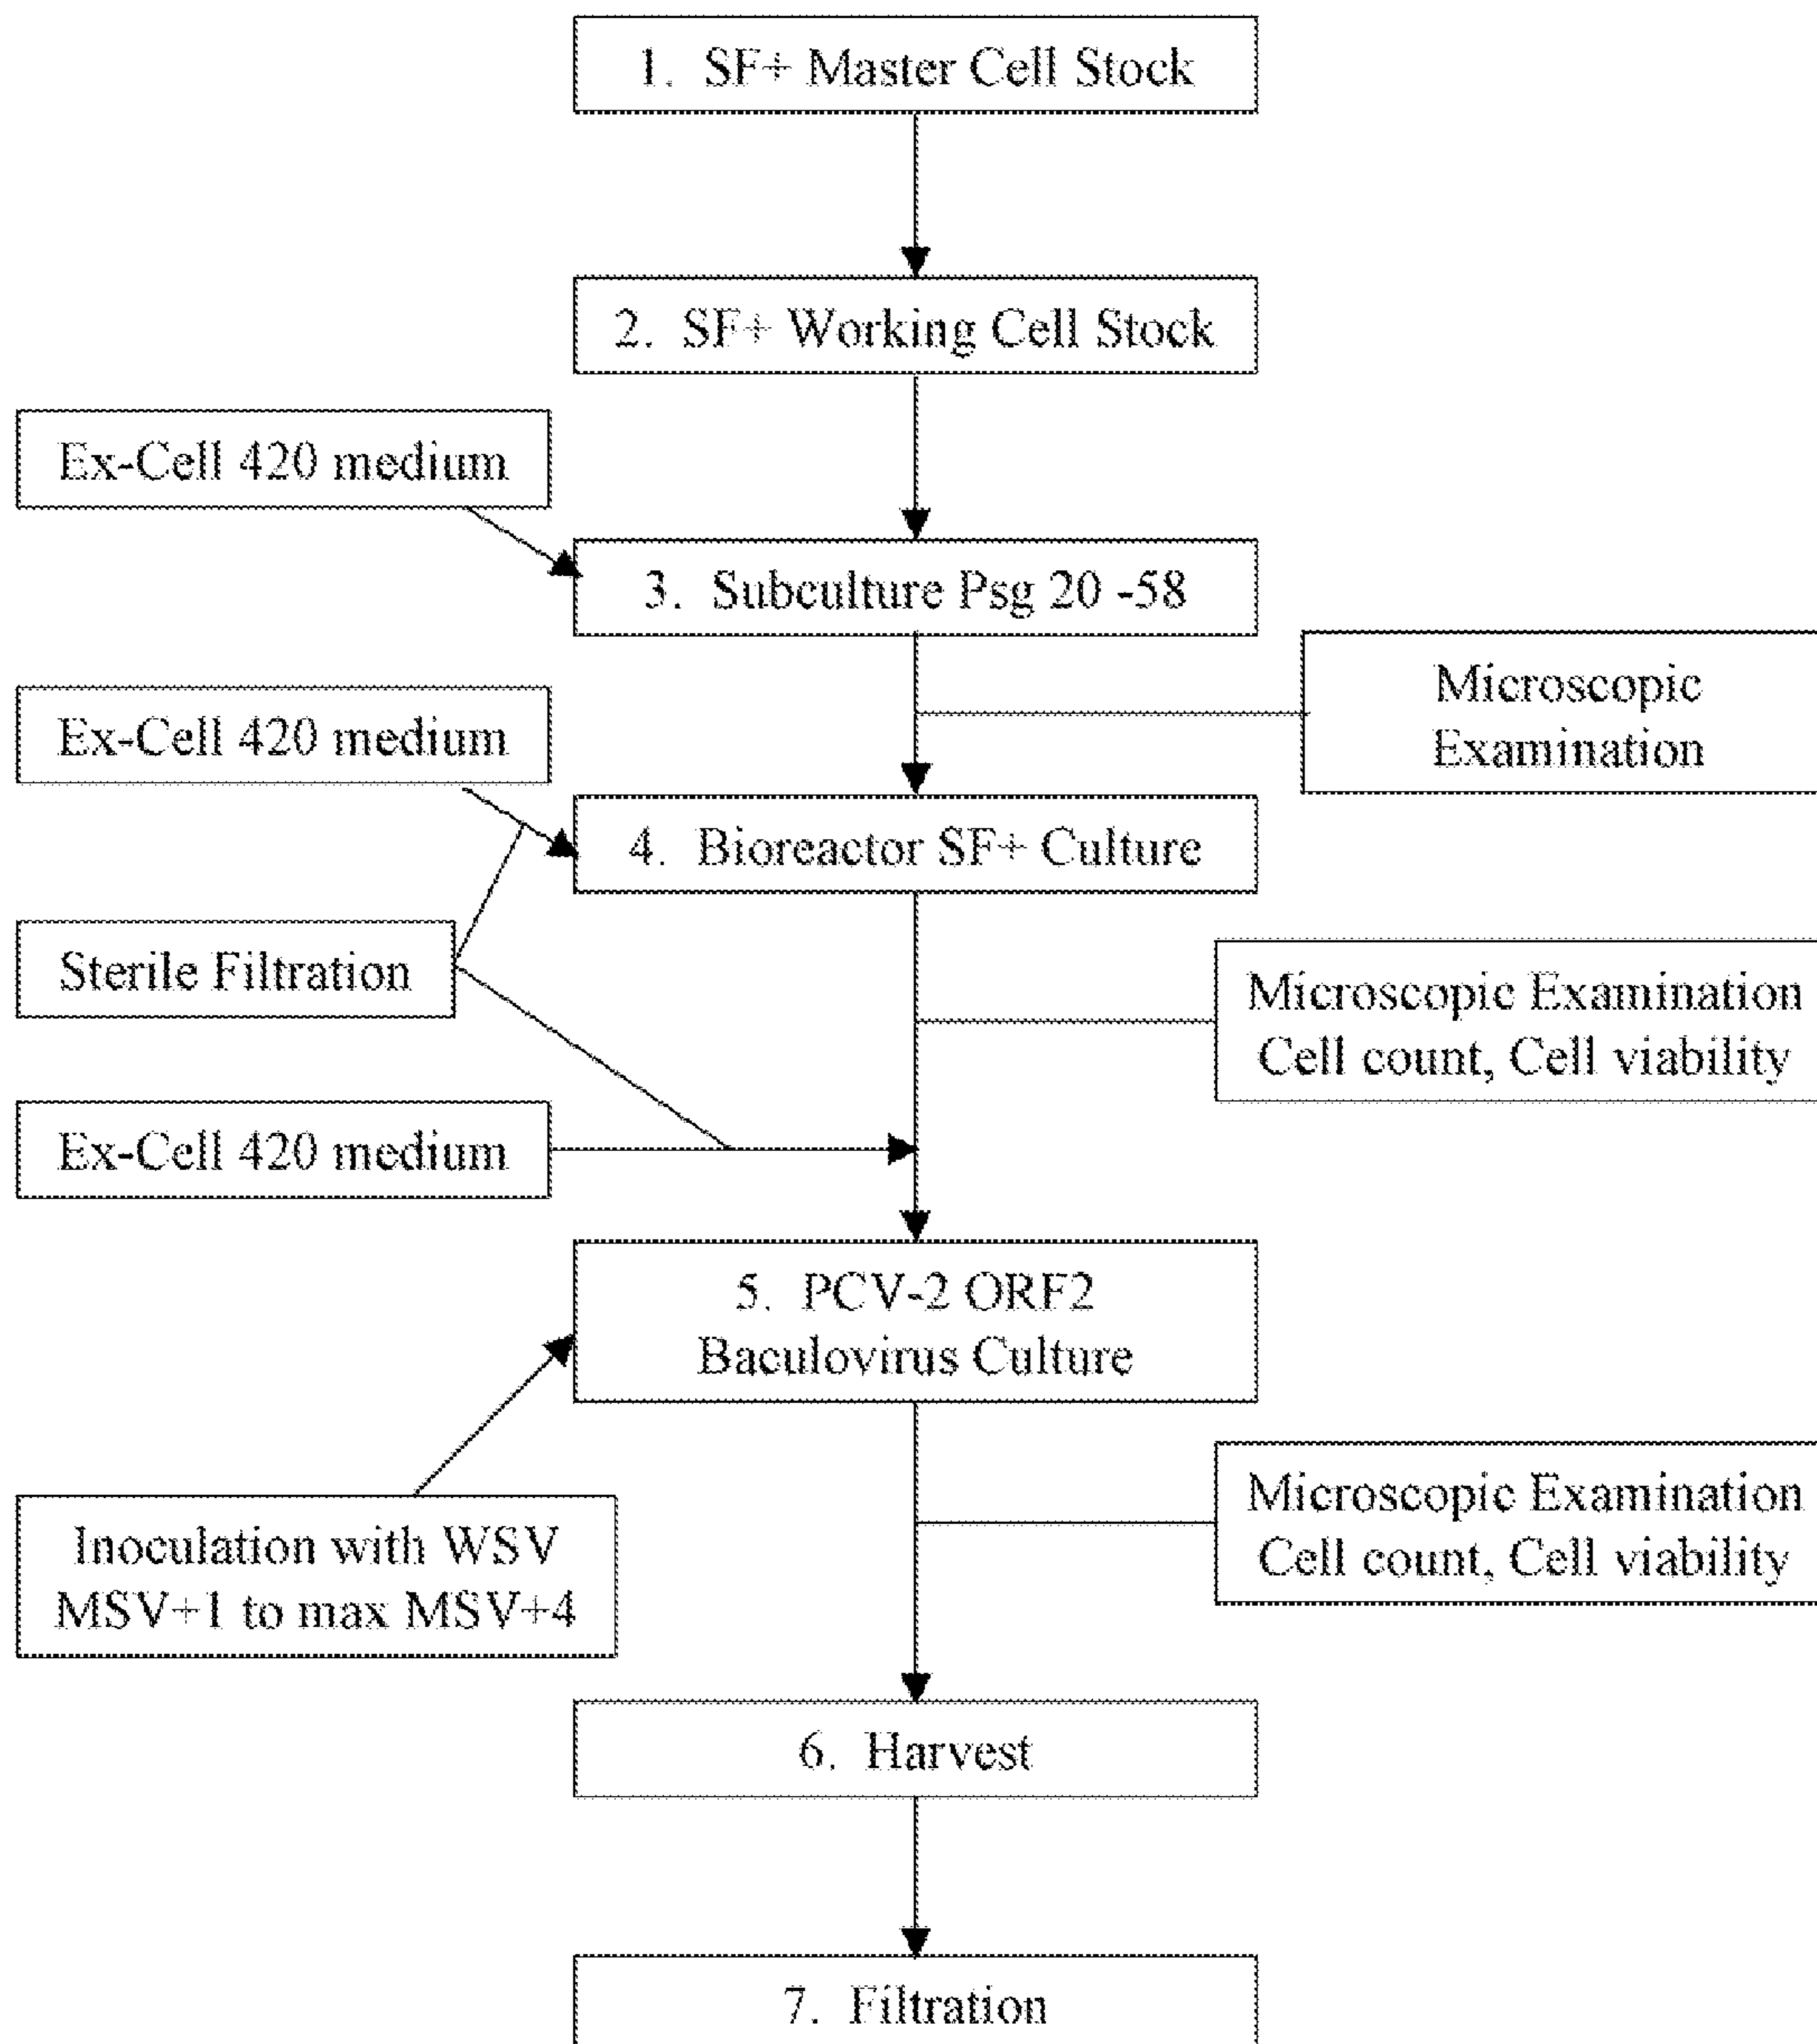 1. SF+ Master Cell Stock
2. SF+ Working Cell Stock
Ex-Cell 420 medium
3. Subculture Psg 20 -58
Microscopic
Examination
Ex-Cell 420 medium
4. Bioreactor SF+ Culture
Sterile Filtration
Microscopic Examination
Cell count, Cell viability
Ex-Cell 420 medium
5. PCV-2 ORF2
Baculovirus Culture
Inoculation with WSV
MSV+1 to max MSV+4
Microscopic Examination
Cell count, Cell viability
6. Harvest
7. Filtration